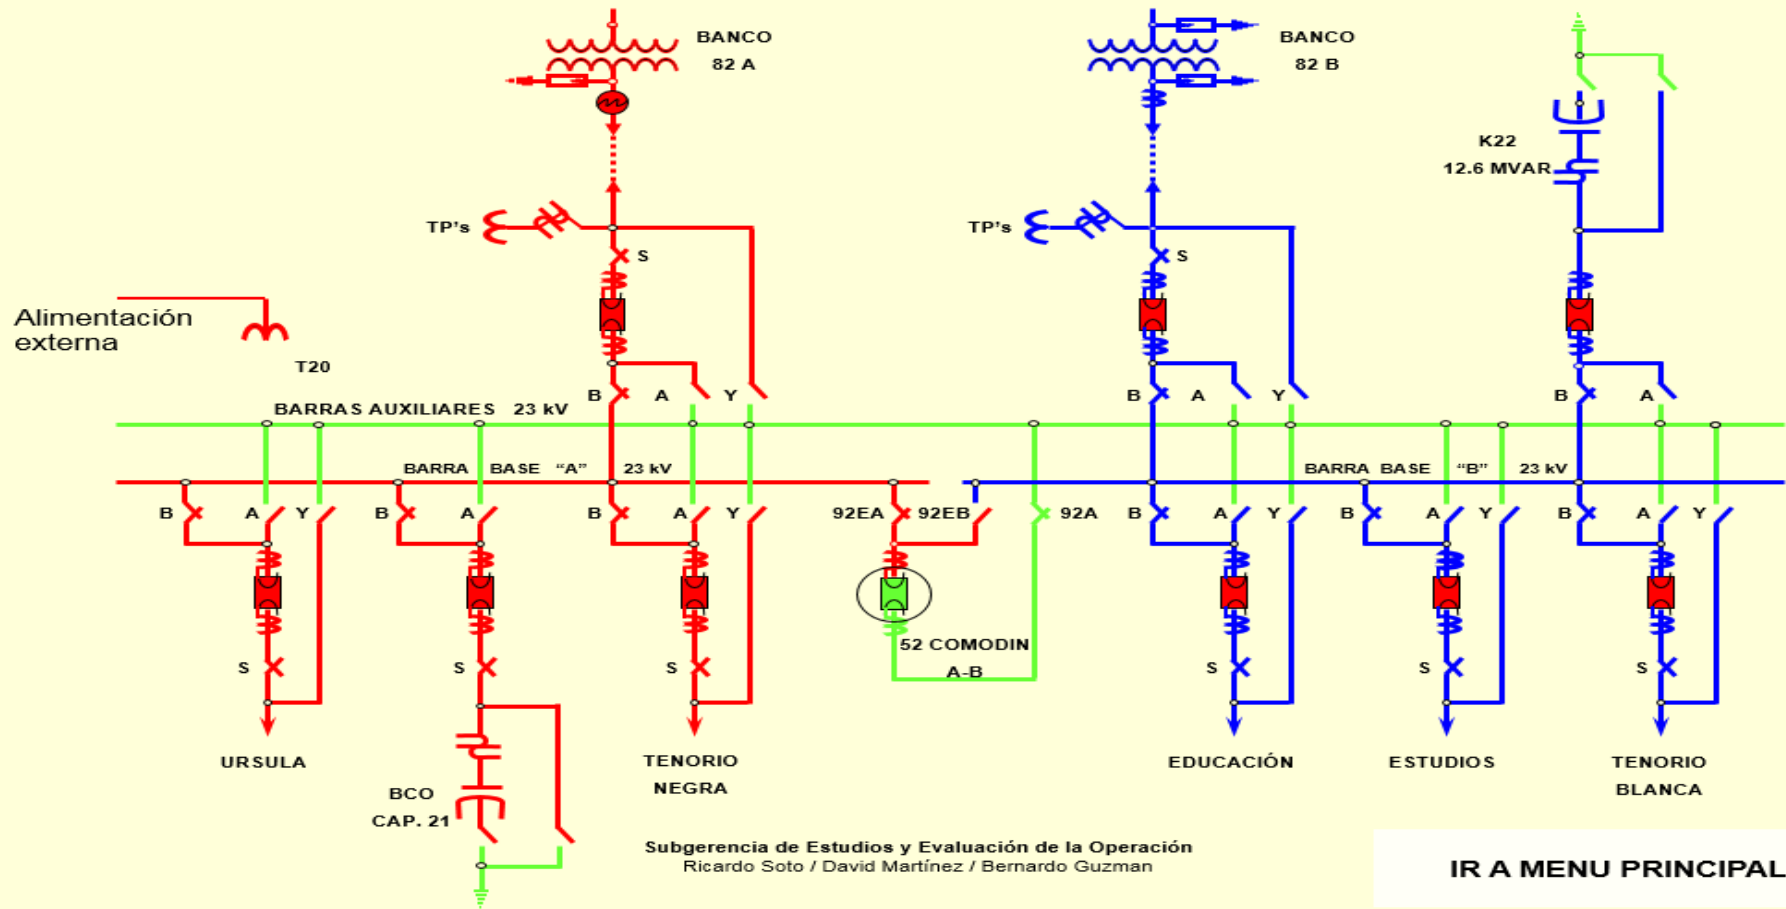 BANCO
82 A
BANCO
82 B
K22
12.6 MVAR
TP's
TP's
S
S
Alimentación
externa
T20
B
A
Y
B
A
Y
B
A
BARRAS AUXILIARES 23 kV
BARRA BASE “A” 23 kV
BARRA BASE “B” 23 kV
B
A
Y
B
A
B
A
Y
92EA
92EB
92A
B
A
Y
B
A
Y
B
A
Y
52 COMODIN
A-B
S
S
S
S
S
S
URSULA
TENORIO
NEGRA
EDUCACIÓN
ESTUDIOS
TENORIO
BLANCA
BCO
CAP. 21
Subgerencia de Estudios y Evaluación de la Operación
Ricardo Soto / David Martínez / Bernardo Guzman
IR A MENU PRINCIPAL